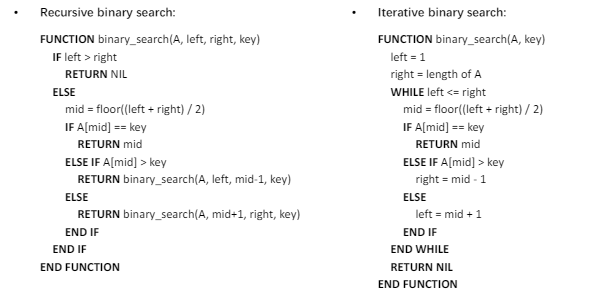 • Recursive binary search:
FUNCTION binary_search(A, left, right, key)
IF left > right
RETURN NIL
ELSE
mid = floor((left + right) / 2)
IF A[mid] == key
RETURN mid
ELSE IF A[mid] > key
RETURN binary_search(A, left, mid-1, key)
ELSE
RETURN binary_search(A, mid+1, right, key)
END IF
END IF
END FUNCTION
• Iterative binary search:
FUNCTION binary_search(A, key)
left = 1
right = length of A
WHILE left <= right
mid = floor((left + right) / 2)
IF A[mid] == key
RETURN mid
ELSE IF A[mid] > key
right = mid - 1
ELSE
left = mid + 1
END IF
END WHILE
RETURN NIL
END FUNCTION